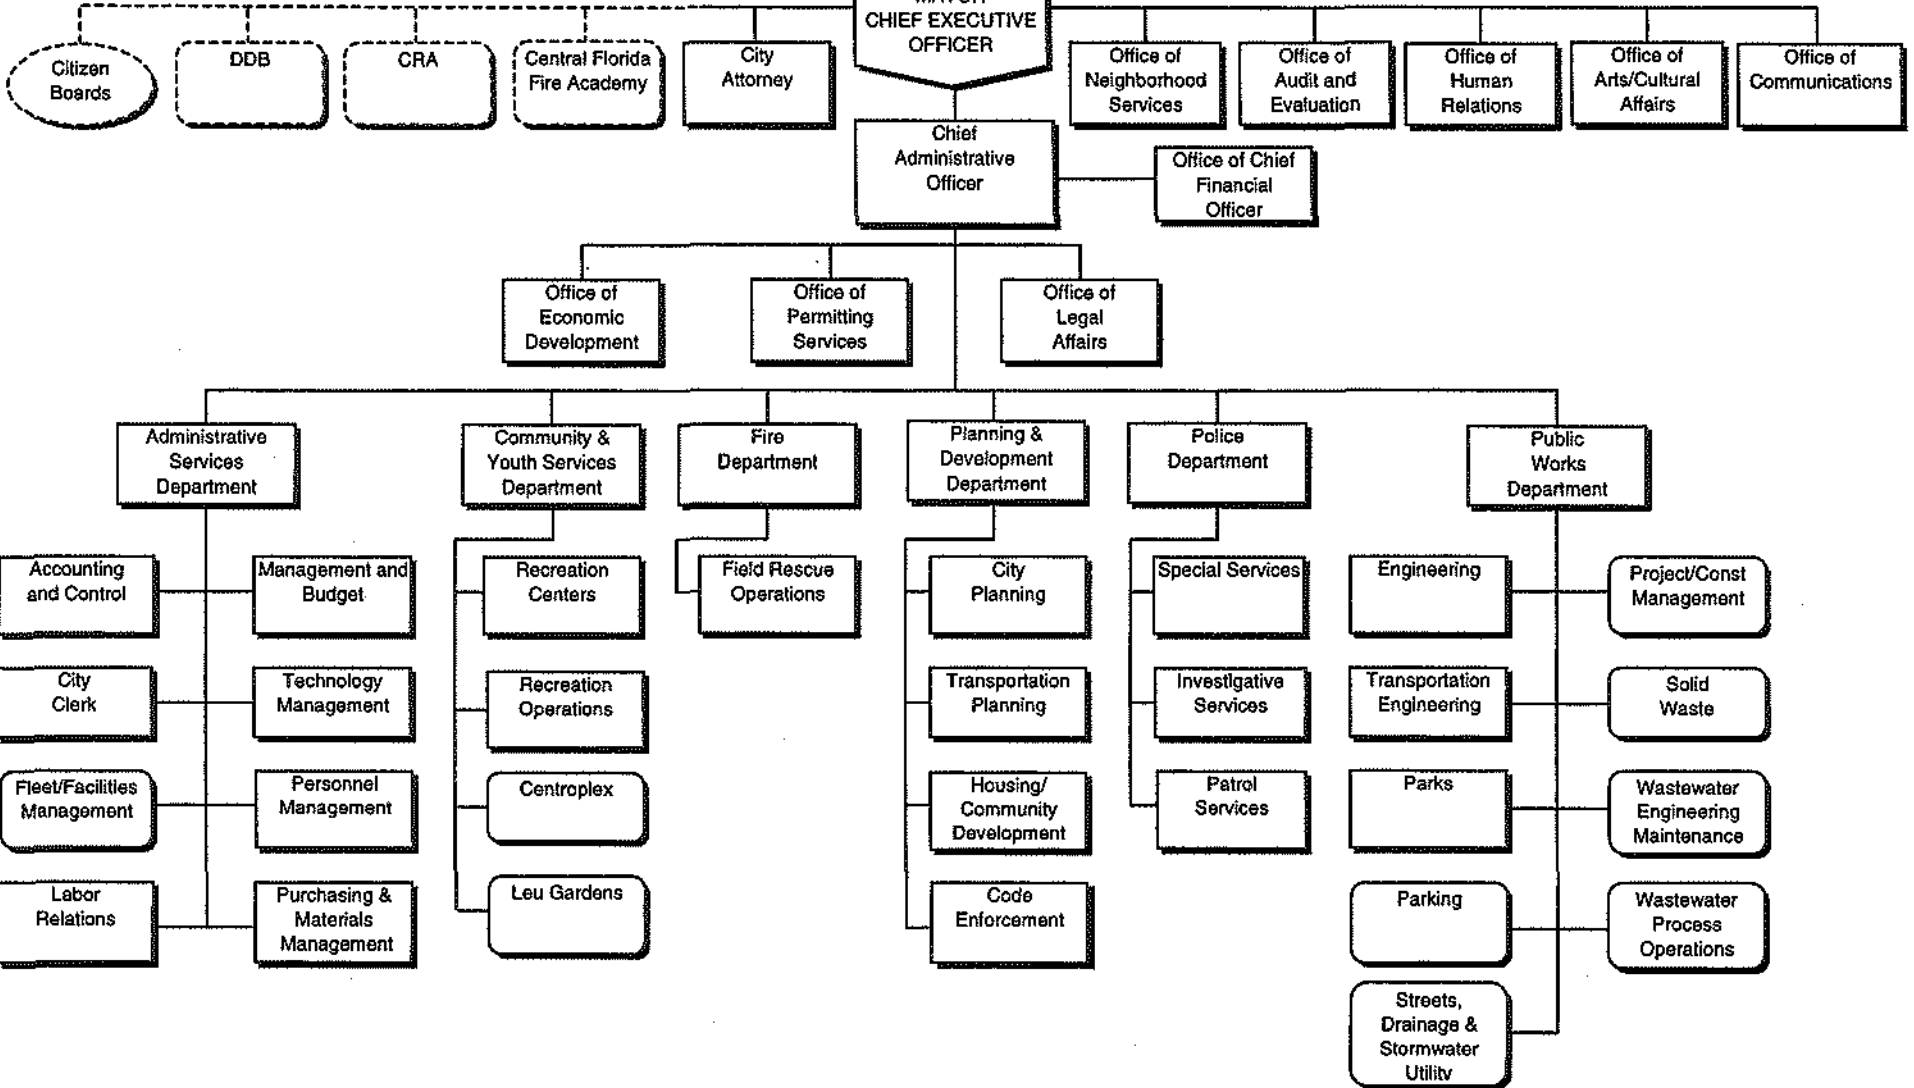 CHIEF EXECUTIVE
OFFICER
Citizen
Boards
DDB
CRA
Central Florida
Fire Academy
City
Attorney
Office of
Neighborhood
Services
Office of
Audit and
Evaluation
Office of
Human
Relations
Office of
Arts/Cultural
Affairs
Office of
Communications
Chief
Administrative
Officer
Office of Chief
Financial
Officer
Office of
Economic
Development
Office of
Permitting
Services
Office of
Legal
Affairs
Administrative
Services
Department
Community &
Youth Services
Department
Fire
Department
Planning &
Development
Department
Police
Department
Public
Works
Department
Accounting
and Control
Management and
Budget
City
Clerk
Technology
Management
Fleet/Facilities
Management
Personnel
Management
Labor
Relations
Purchasing &
Materials
Management
Recreation
Centers
Recreation
Operations
Centroplex
Leu Gardens
Field Rescue
Operations
City
Planning
Transportation
Planning
Housing/
Community
Development
Code
Enforcement
Special Services
Investigative
Services
Patrol
Services
Engineering
Project/Const
Management
Transportation
Engineering
Solid
Waste
Parks
Wastewater
Engineering
Maintenance
Parking
Wastewater
Process
Operations
Streets,
Drainage &
Stormwater
Utility